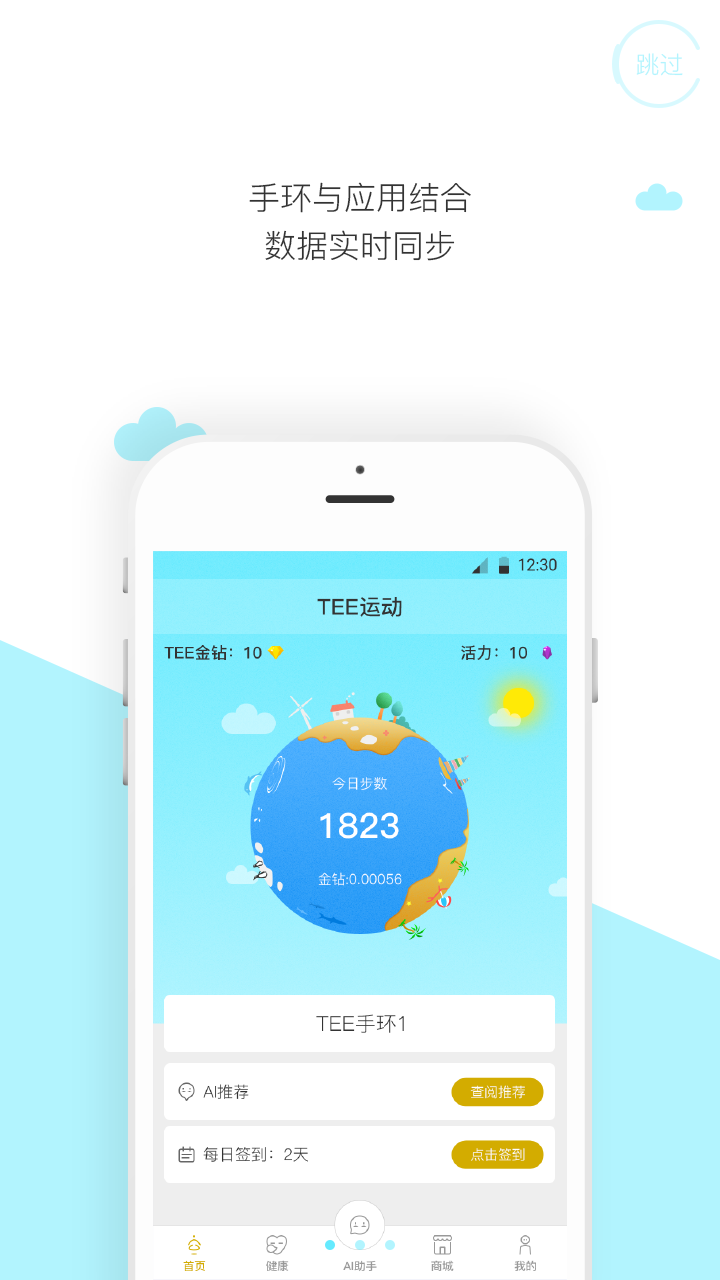 跳过
手环与应用结合
数据实时同步
12:30
TEE运动
TEE金钻：10
活力：10
今日步数
1823
金钻:0.00056
TEE手环1
AI推荐
查阅推荐
每日签到：2天
点击签到
首页
健康
AI助手
商城
我的